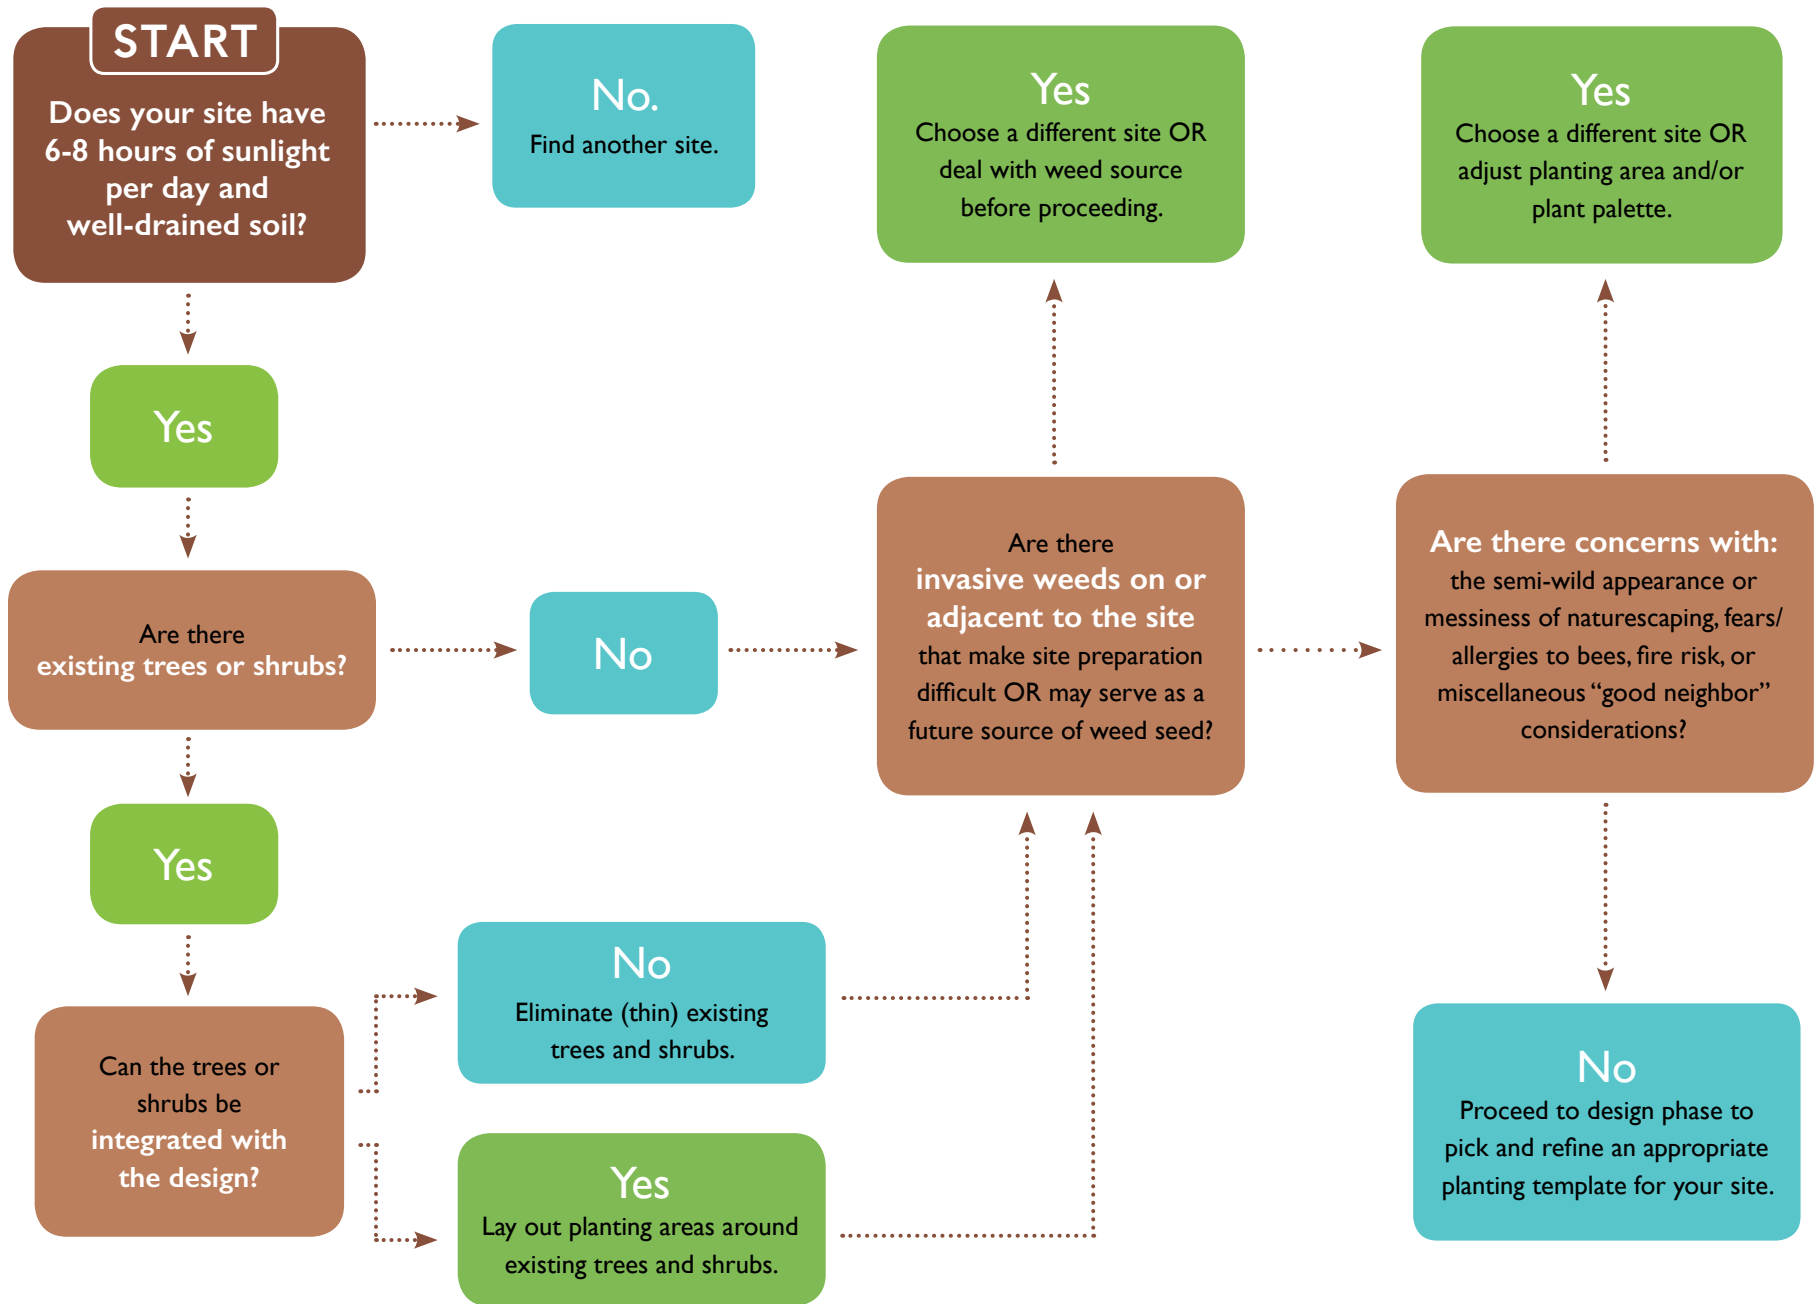 START
Does your site have
6-8 hours of sunlight
per day and
well-drained soil?
No.
Find another site.
Yes
Choose a different site OR
deal with weed source
before proceeding.
Yes
Choose a different site OR
adjust planting area and/or
plant palette.
Yes
Are there
existing trees or shrubs?
No
Are there
invasive weeds on or
adjacent to the site
that make site preparation
difficult OR may serve as a
future source of weed seed?
Are there concerns with:
the semi-wild appearance or
messiness of naturescaping, fears/
allergies to bees, fire risk, or
miscellaneous “good neighbor”
considerations?
Yes
Can the trees or
shrubs be
integrated with
the design?
No
Eliminate (thin) existing
trees and shrubs.
Yes
Lay out planting areas around
existing trees and shrubs.
No
Proceed to design phase to
pick and refine an appropriate
planting template for your site.